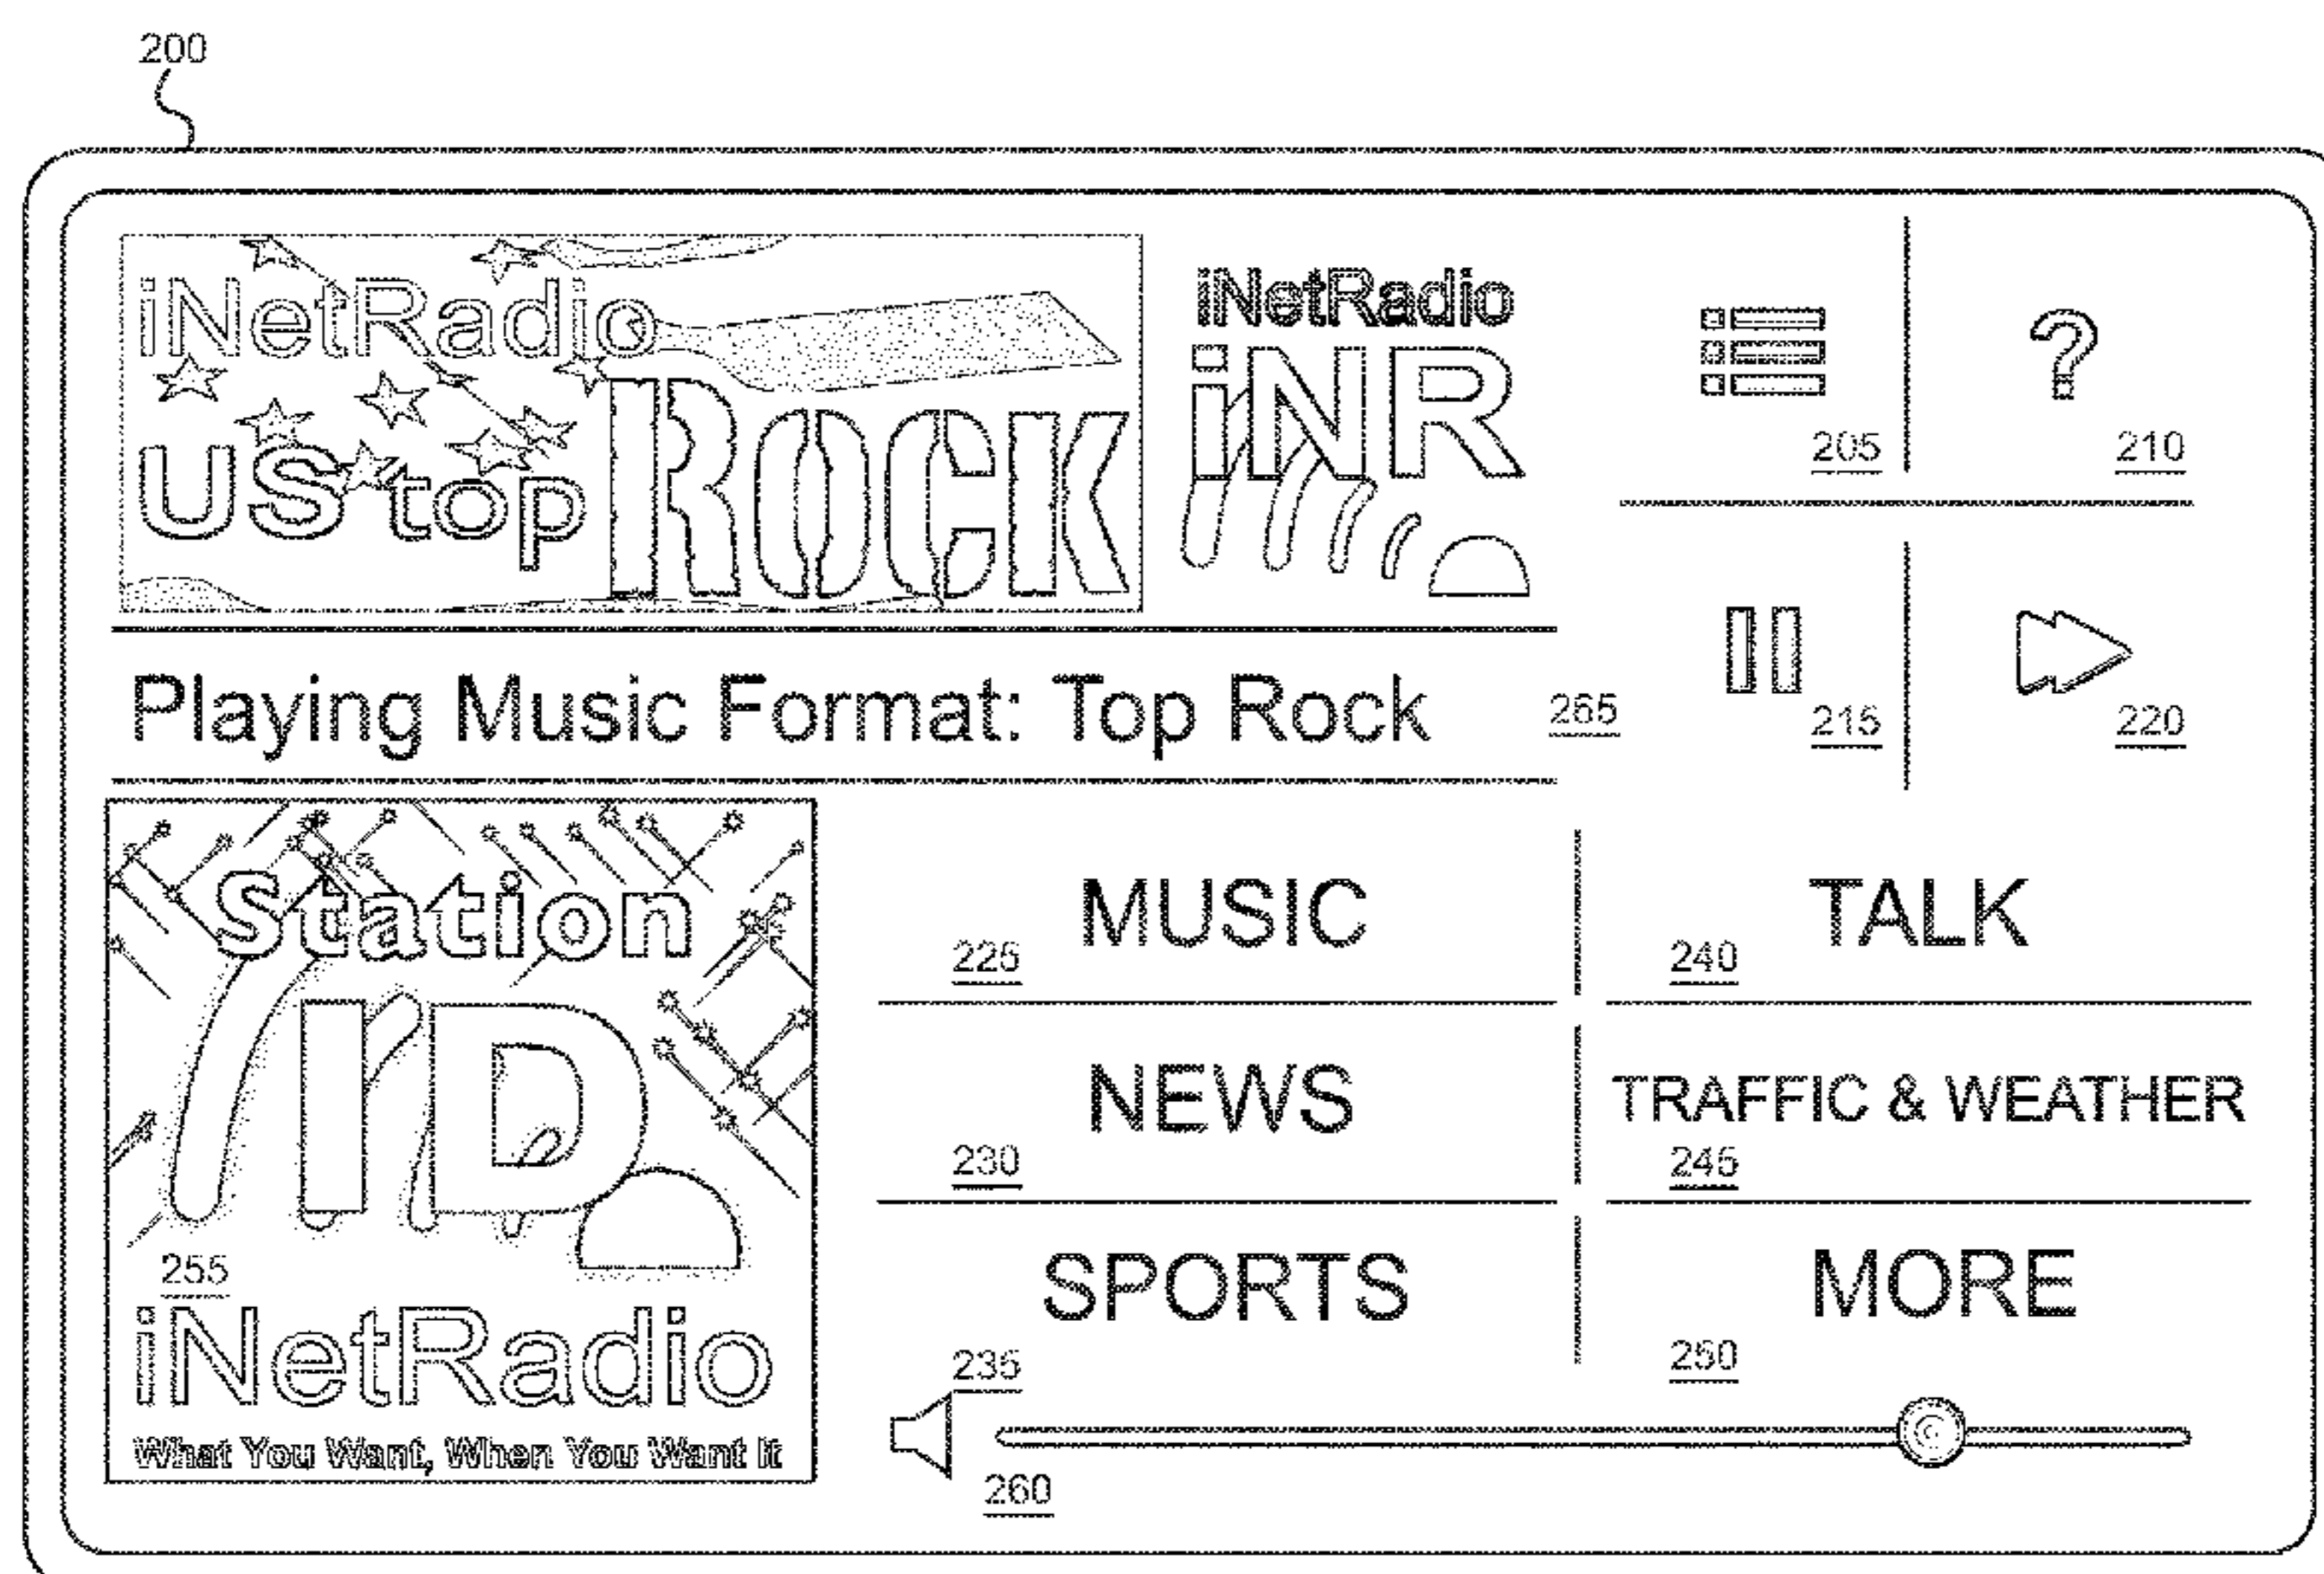 200
iNetRadio
US top ROCK
iNetRadio
iNR
205
?
210
Playing Music Format: Top Rock
265
215
220
Station
ID
255
iNetRadio
What You Want, When You Want It
MUSIC
225
TALK
240
NEWS
230
TRAFFIC & WEATHER
245
SPORTS
235
MORE
250
260